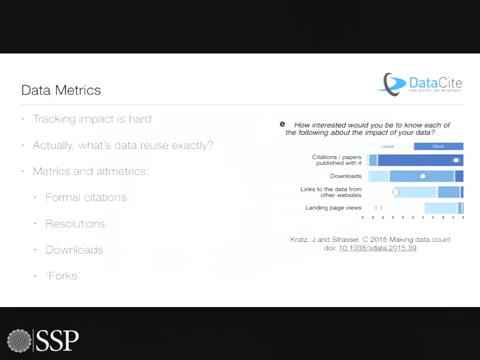 Data Metrics
DataCite
Tracking impact is hard
Actually, what's data reuse exactly?
Metrics and altmetrics:
Formal citations
Resolutions
Downloads
'Forks'
e How interested would you be to know each of
the following about the impact of your data?
Least Most
Citations / papers
published with it
Downloads
Links to the data from
other websites
Landing page views
Kratz, J and Strasser, C 2015 Making data count
doi: 10.1038/sdata.2015.39
SSP